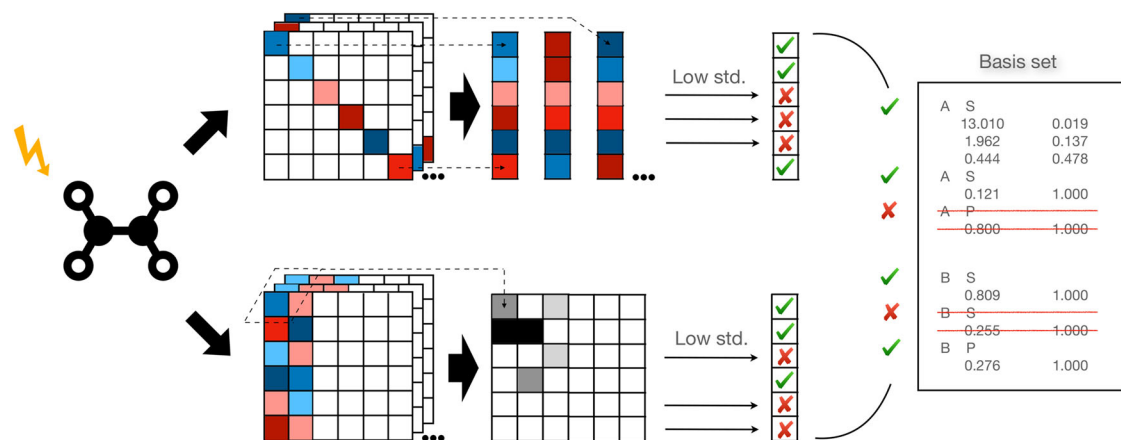 Low std.
Low std.
Basis set
A S
13.010 0.019
1.962 0.137
0.444 0.478
A S
0.121 1.000
A P
0.800 1.000
B S
0.809 1.000
B S
0.255 1.000
B P
0.276 1.000